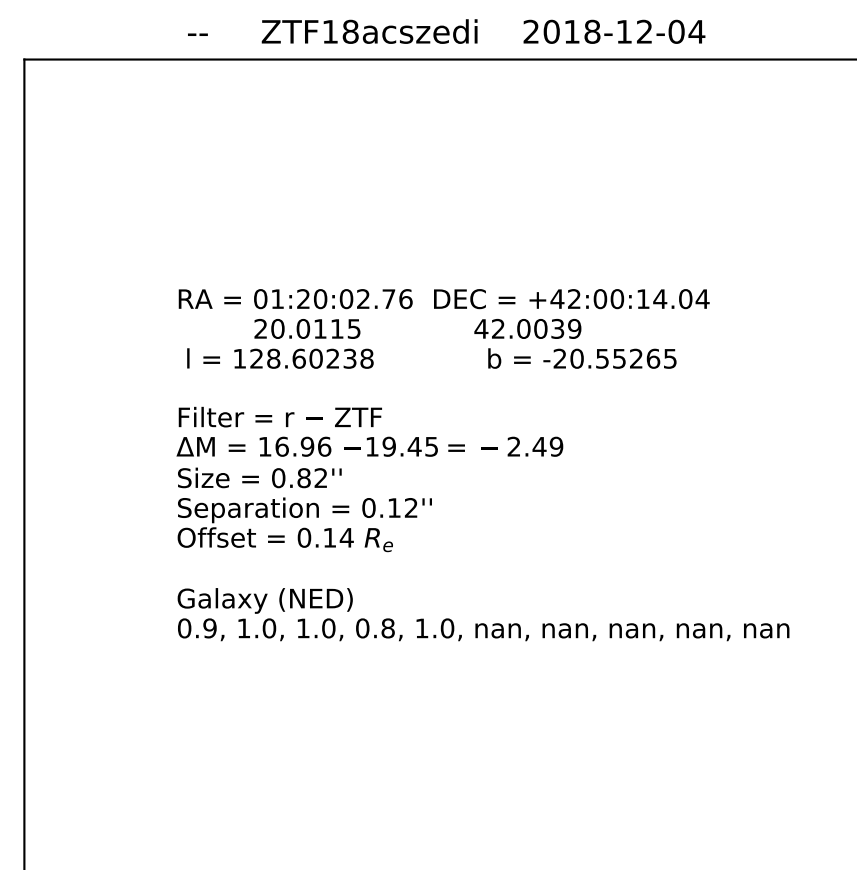 --     ZTF18acszedi    2018-12-04
RA = 01:20:02.76  DEC = +42:00:14.04
20.0115             42.0039
l = 128.60238             b = -20.55265
Filter = r − ZTF
ΔM = 16.96 −19.45 = − 2.49
Size = 0.82''
Separation = 0.12''
Offset = 0.14 Rₑ
Galaxy (NED)
0.9, 1.0, 1.0, 0.8, 1.0, nan, nan, nan, nan, nan